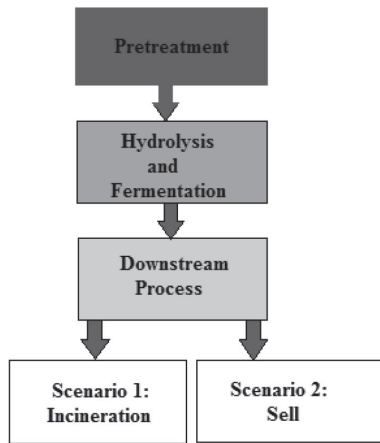 Pretreatment
Hydrolysis
and
Fermentation
Downstream
Process
Scenario 1:
Incineration
Scenario 2:
Sell